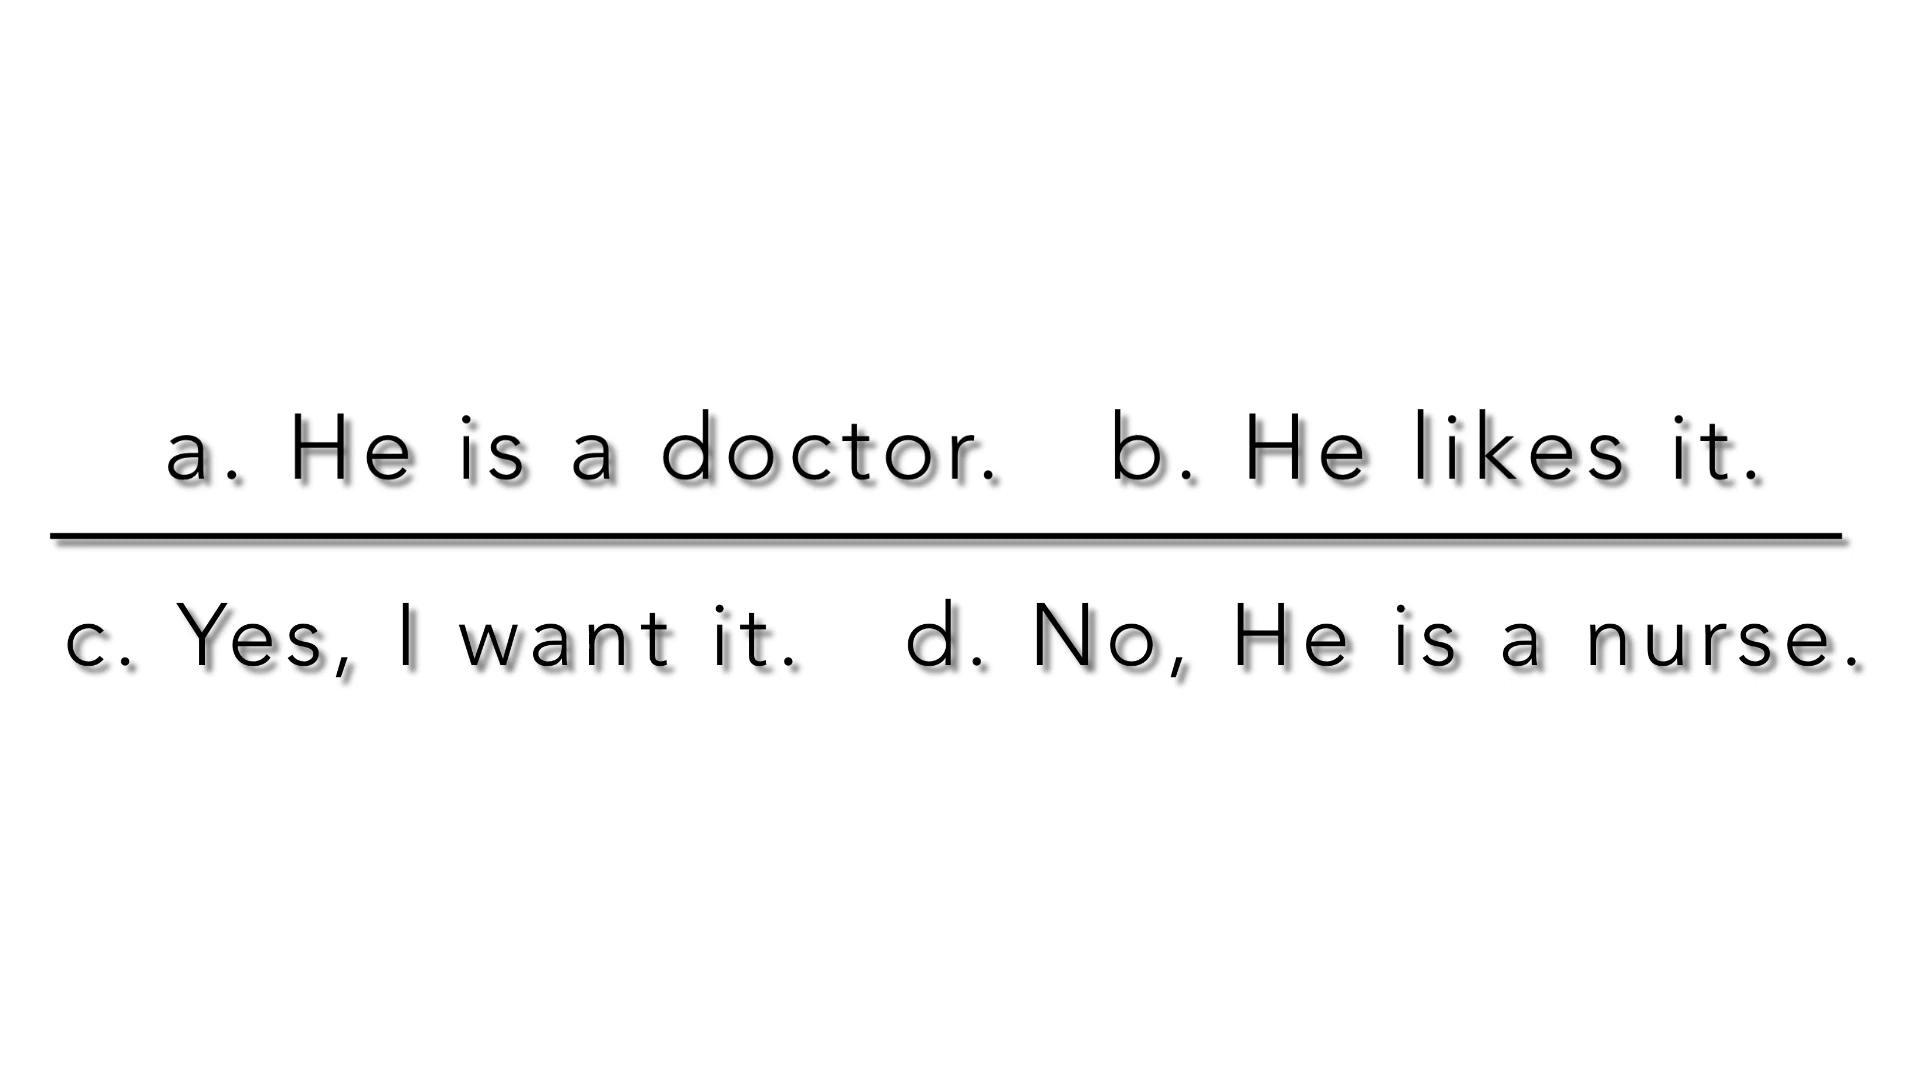 a. He is a doctor. b. He likes it.
c. Yes, I want it. d. No, He is a nurse.